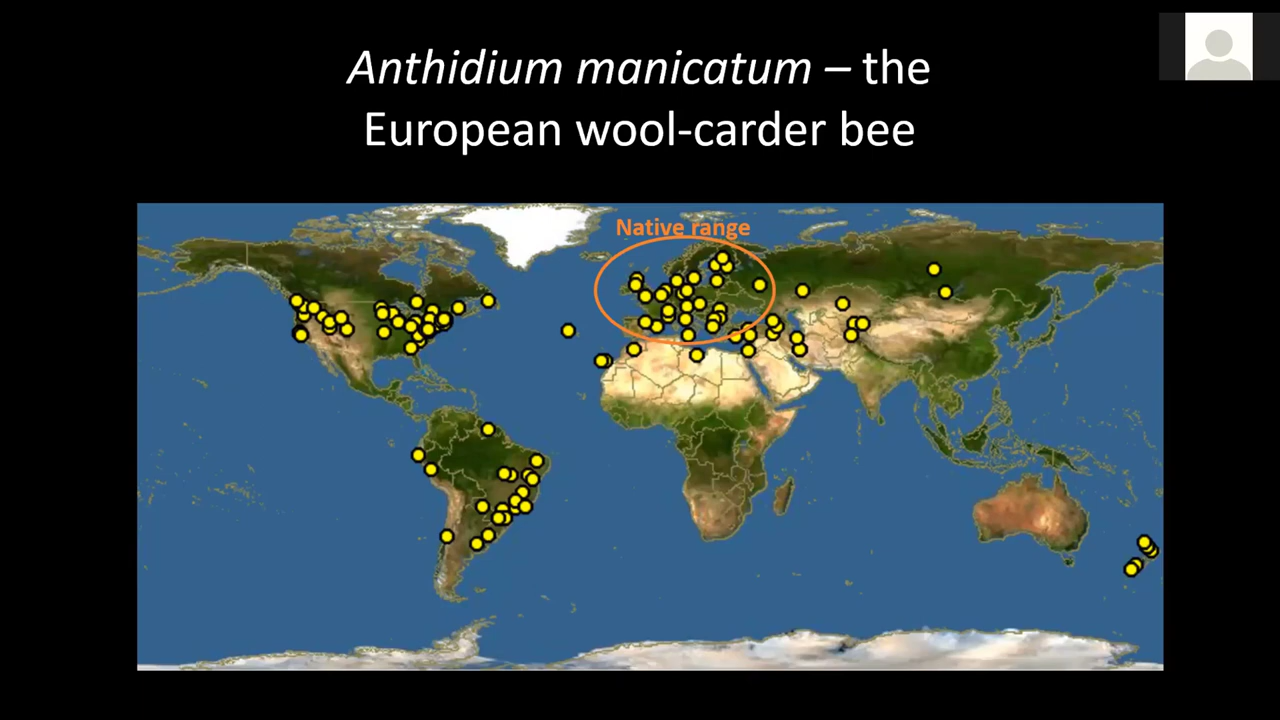 Anthidium manicatum – the
European wool-carder bee
Native range